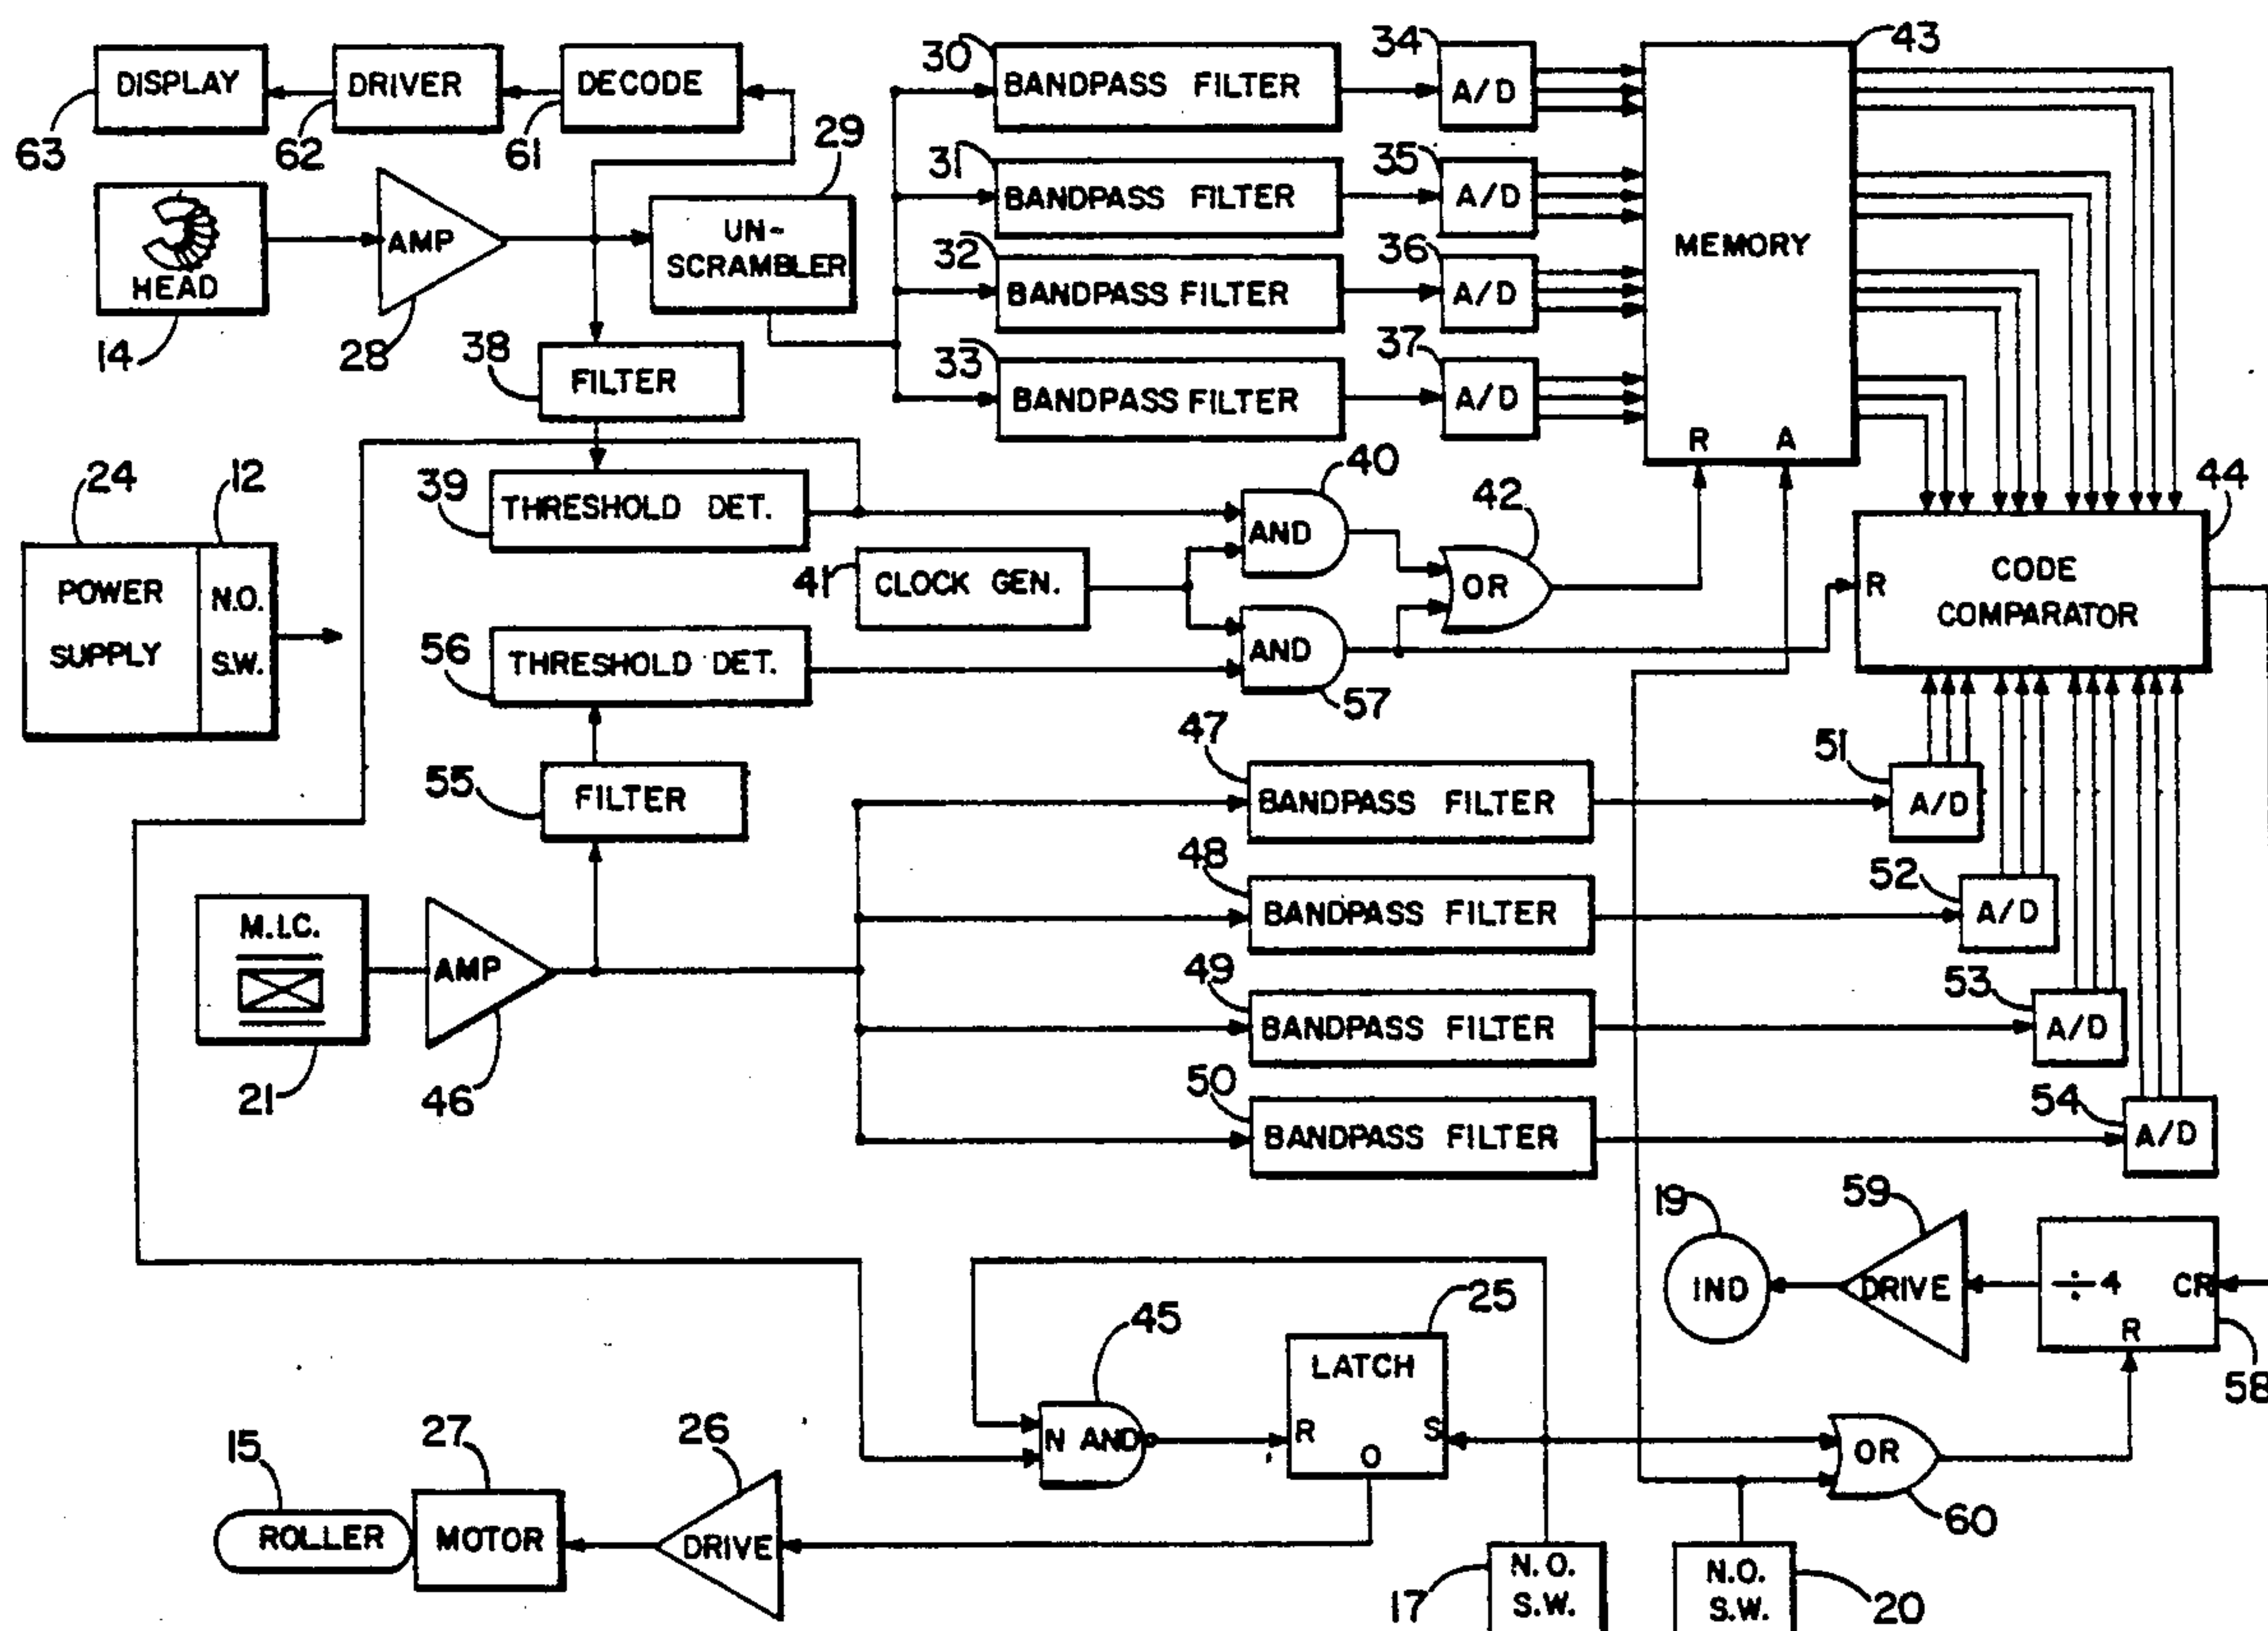 30
34
43
DISPLAY
DRIVER
DECODE
BANDPASS FILTER
A/D
63
62
61
29
31
35
BANDPASS FILTER
A/D
HEAD
AMP
UN-
SCRAMBLER
MEMORY
14
28
32
36
BANDPASS FILTER
A/D
38
FILTER
33
37
BANDPASS FILTER
A/D
R
A
24
12
39
THRESHOLD DET.
40
AND
42
44
POWER
SUPPLY
N.O.
S.W.
41
CLOCK GEN.
OR
R
CODE
COMPARATOR
56
THRESHOLD DET.
AND
57
55
FILTER
47
BANDPASS FILTER
51
A/D
48
BANDPASS FILTER
52
A/D
M.I.C.
AMP
21
46
49
BANDPASS FILTER
53
A/D
50
BANDPASS FILTER
54
A/D
19
IND
59
DRIVE
÷4
CR
R
58
45
N AND
25
LATCH
R
S
O
OR
60
15
ROLLER
27
MOTOR
26
DRIVE
17
N.O.
S.W.
N.O.
S.W.
20